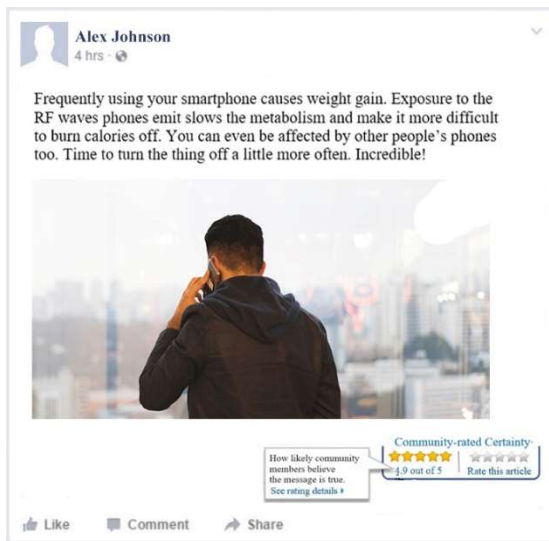 Alex Johnson
4 hrs ·
Frequently using your smartphone causes weight gain. Exposure to the
RF waves phones emit slows the metabolism and make it more difficult
to burn calories off. You can even be affected by other people's phones
too. Time to turn the thing off a little more often. Incredible!
Community-rated Certainty
How likely community
members believe
the message is true.
See rating details
4.9 out of 5
Rate this article
Like Comment Share